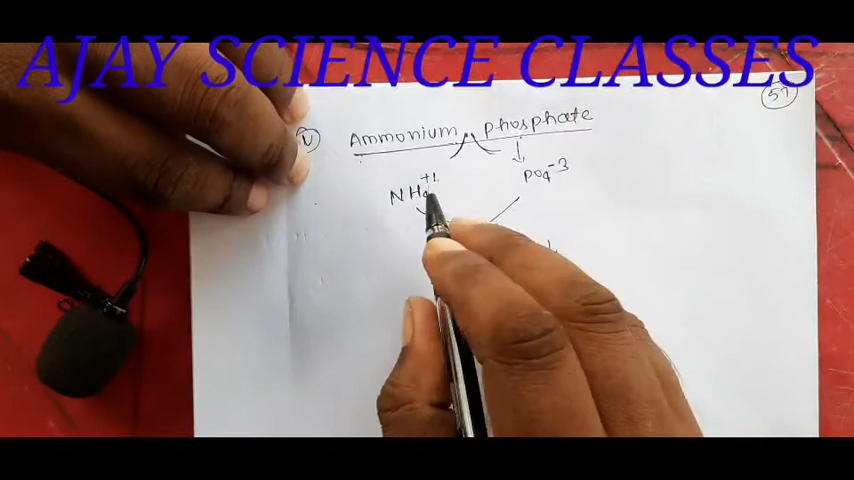 AJAY SCIENCE CLASSES
57
Ammonium phosphate
NH4+1 PO4-3